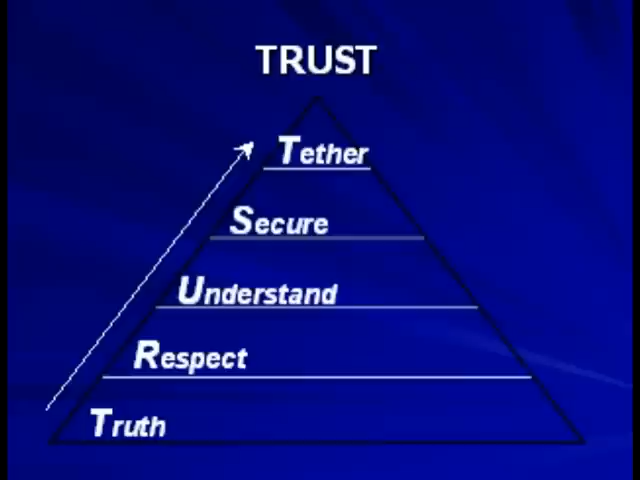 TRUST
Tether
Secure
Understand
Respect
Truth